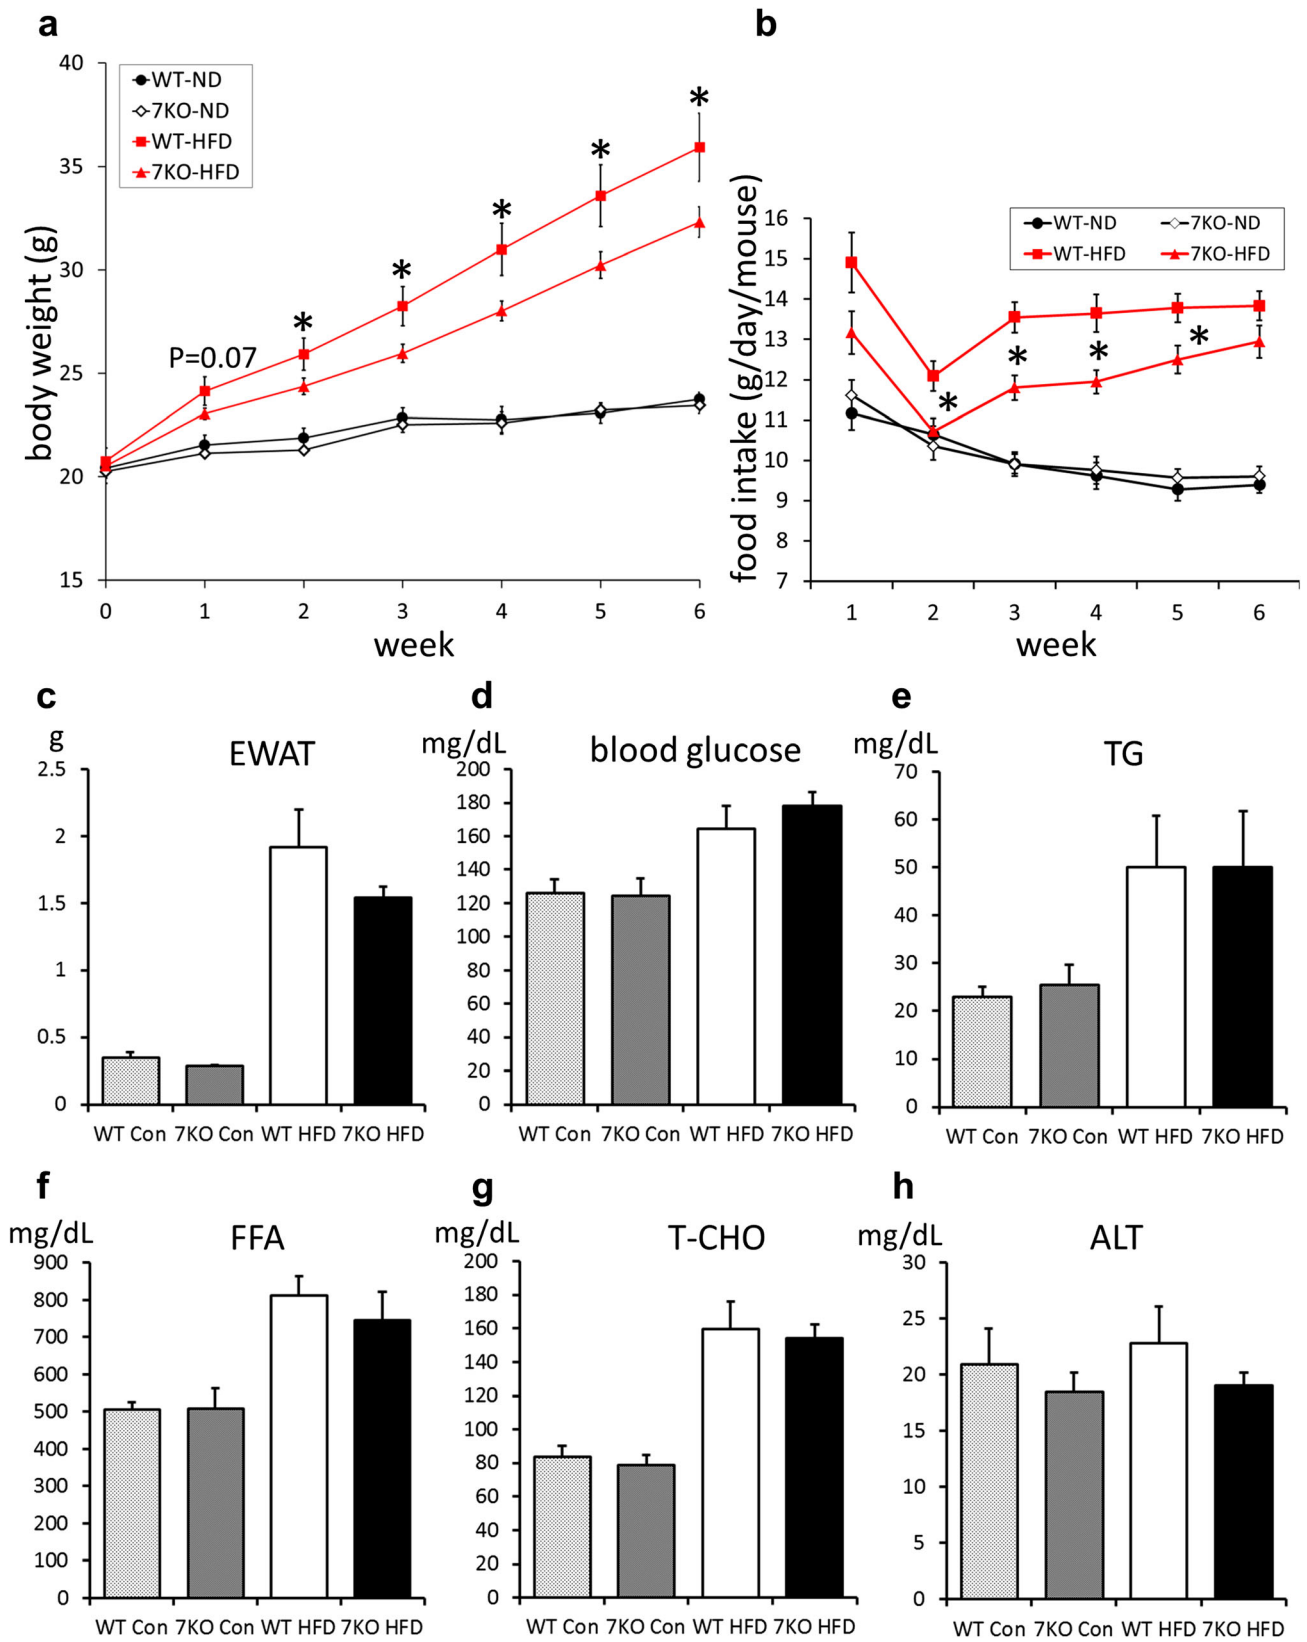 a
40
35
30
25
20
15
body weight (g)
WT-ND
7KO-ND
WT-HFD
7KO-HFD
P=0.07
*
*
*
*
*
0 1 2 3 4 5 6
week
b
16
15
14
13
12
11
10
9
8
7
food intake (g/day/mouse)
WT-ND 7KO-ND
WT-HFD 7KO-HFD
*
*
*
*
1 2 3 4 5 6
week
c
g
EWAT
2.5
2
1.5
1
0.5
0
WT Con 7KO Con WT HFD 7KO HFD
d
mg/dL
blood glucose
200
180
160
140
120
100
80
60
40
20
0
WT Con 7KO Con WT HFD 7KO HFD
e
mg/dL
TG
70
60
50
40
30
20
10
0
WT Con 7KO Con WT HFD 7KO HFD
f
mg/dL
FFA
900
800
700
600
500
400
300
200
100
0
WT Con 7KO Con WT HFD 7KO HFD
g
mg/dL
T-CHO
200
180
160
140
120
100
80
60
40
20
0
WT Con 7KO Con WT HFD 7KO HFD
h
mg/dL
ALT
30
25
20
15
10
5
0
WT Con 7KO Con WT HFD 7KO HFD